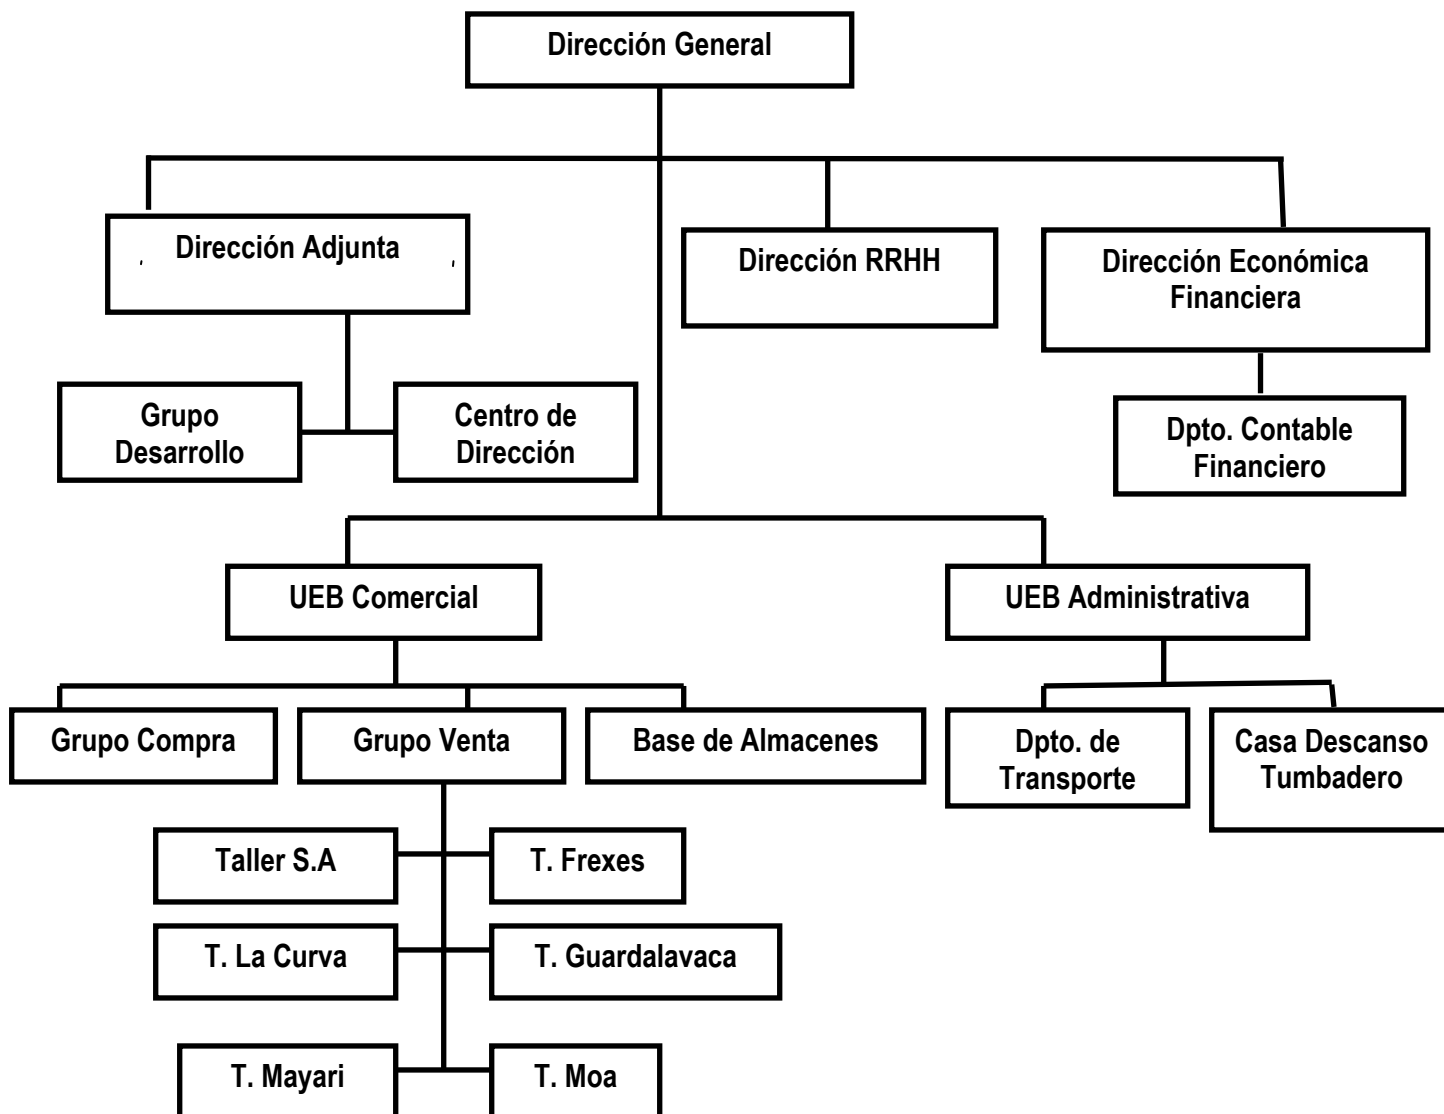 Dirección General
Dirección Adjunta
Dirección RRHH
Dirección Económica
Financiera
Grupo
Desarrollo
Centro de
Dirección
Dpto. Contable
Financiero
UEB Comercial
UEB Administrativa
Grupo Compra
Grupo Venta
Base de Almacenes
Dpto. de
Transporte
Casa Descanso
Tumbadero
Taller S.A
T. Frexes
T. La Curva
T. Guardalavaca
T. Mayari
T. Moa